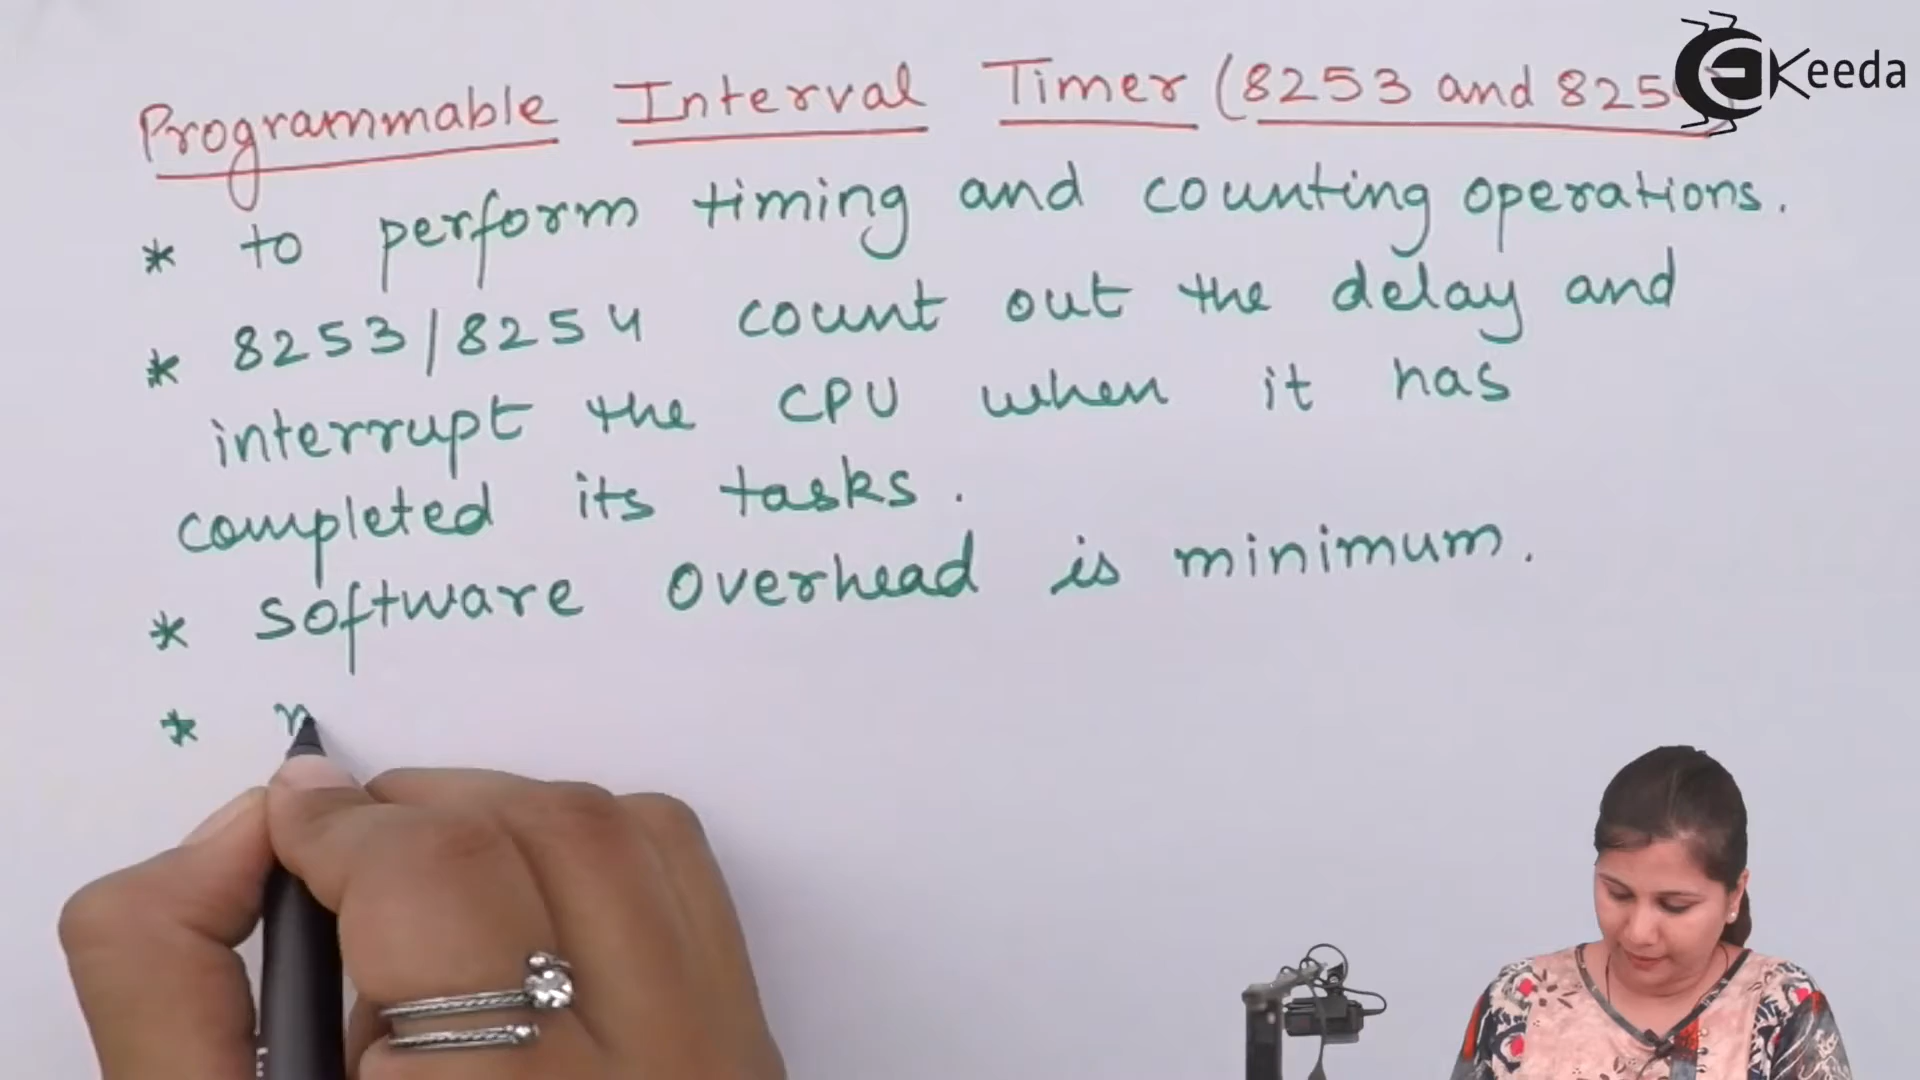 Programmable Interval Timer (8253 and 825
* to perform timing and counting operations.
* 8253/8254 count out the delay and
interrupt the CPU when it has
completed its tasks.
* software overhead is minimum.
*
Keeda